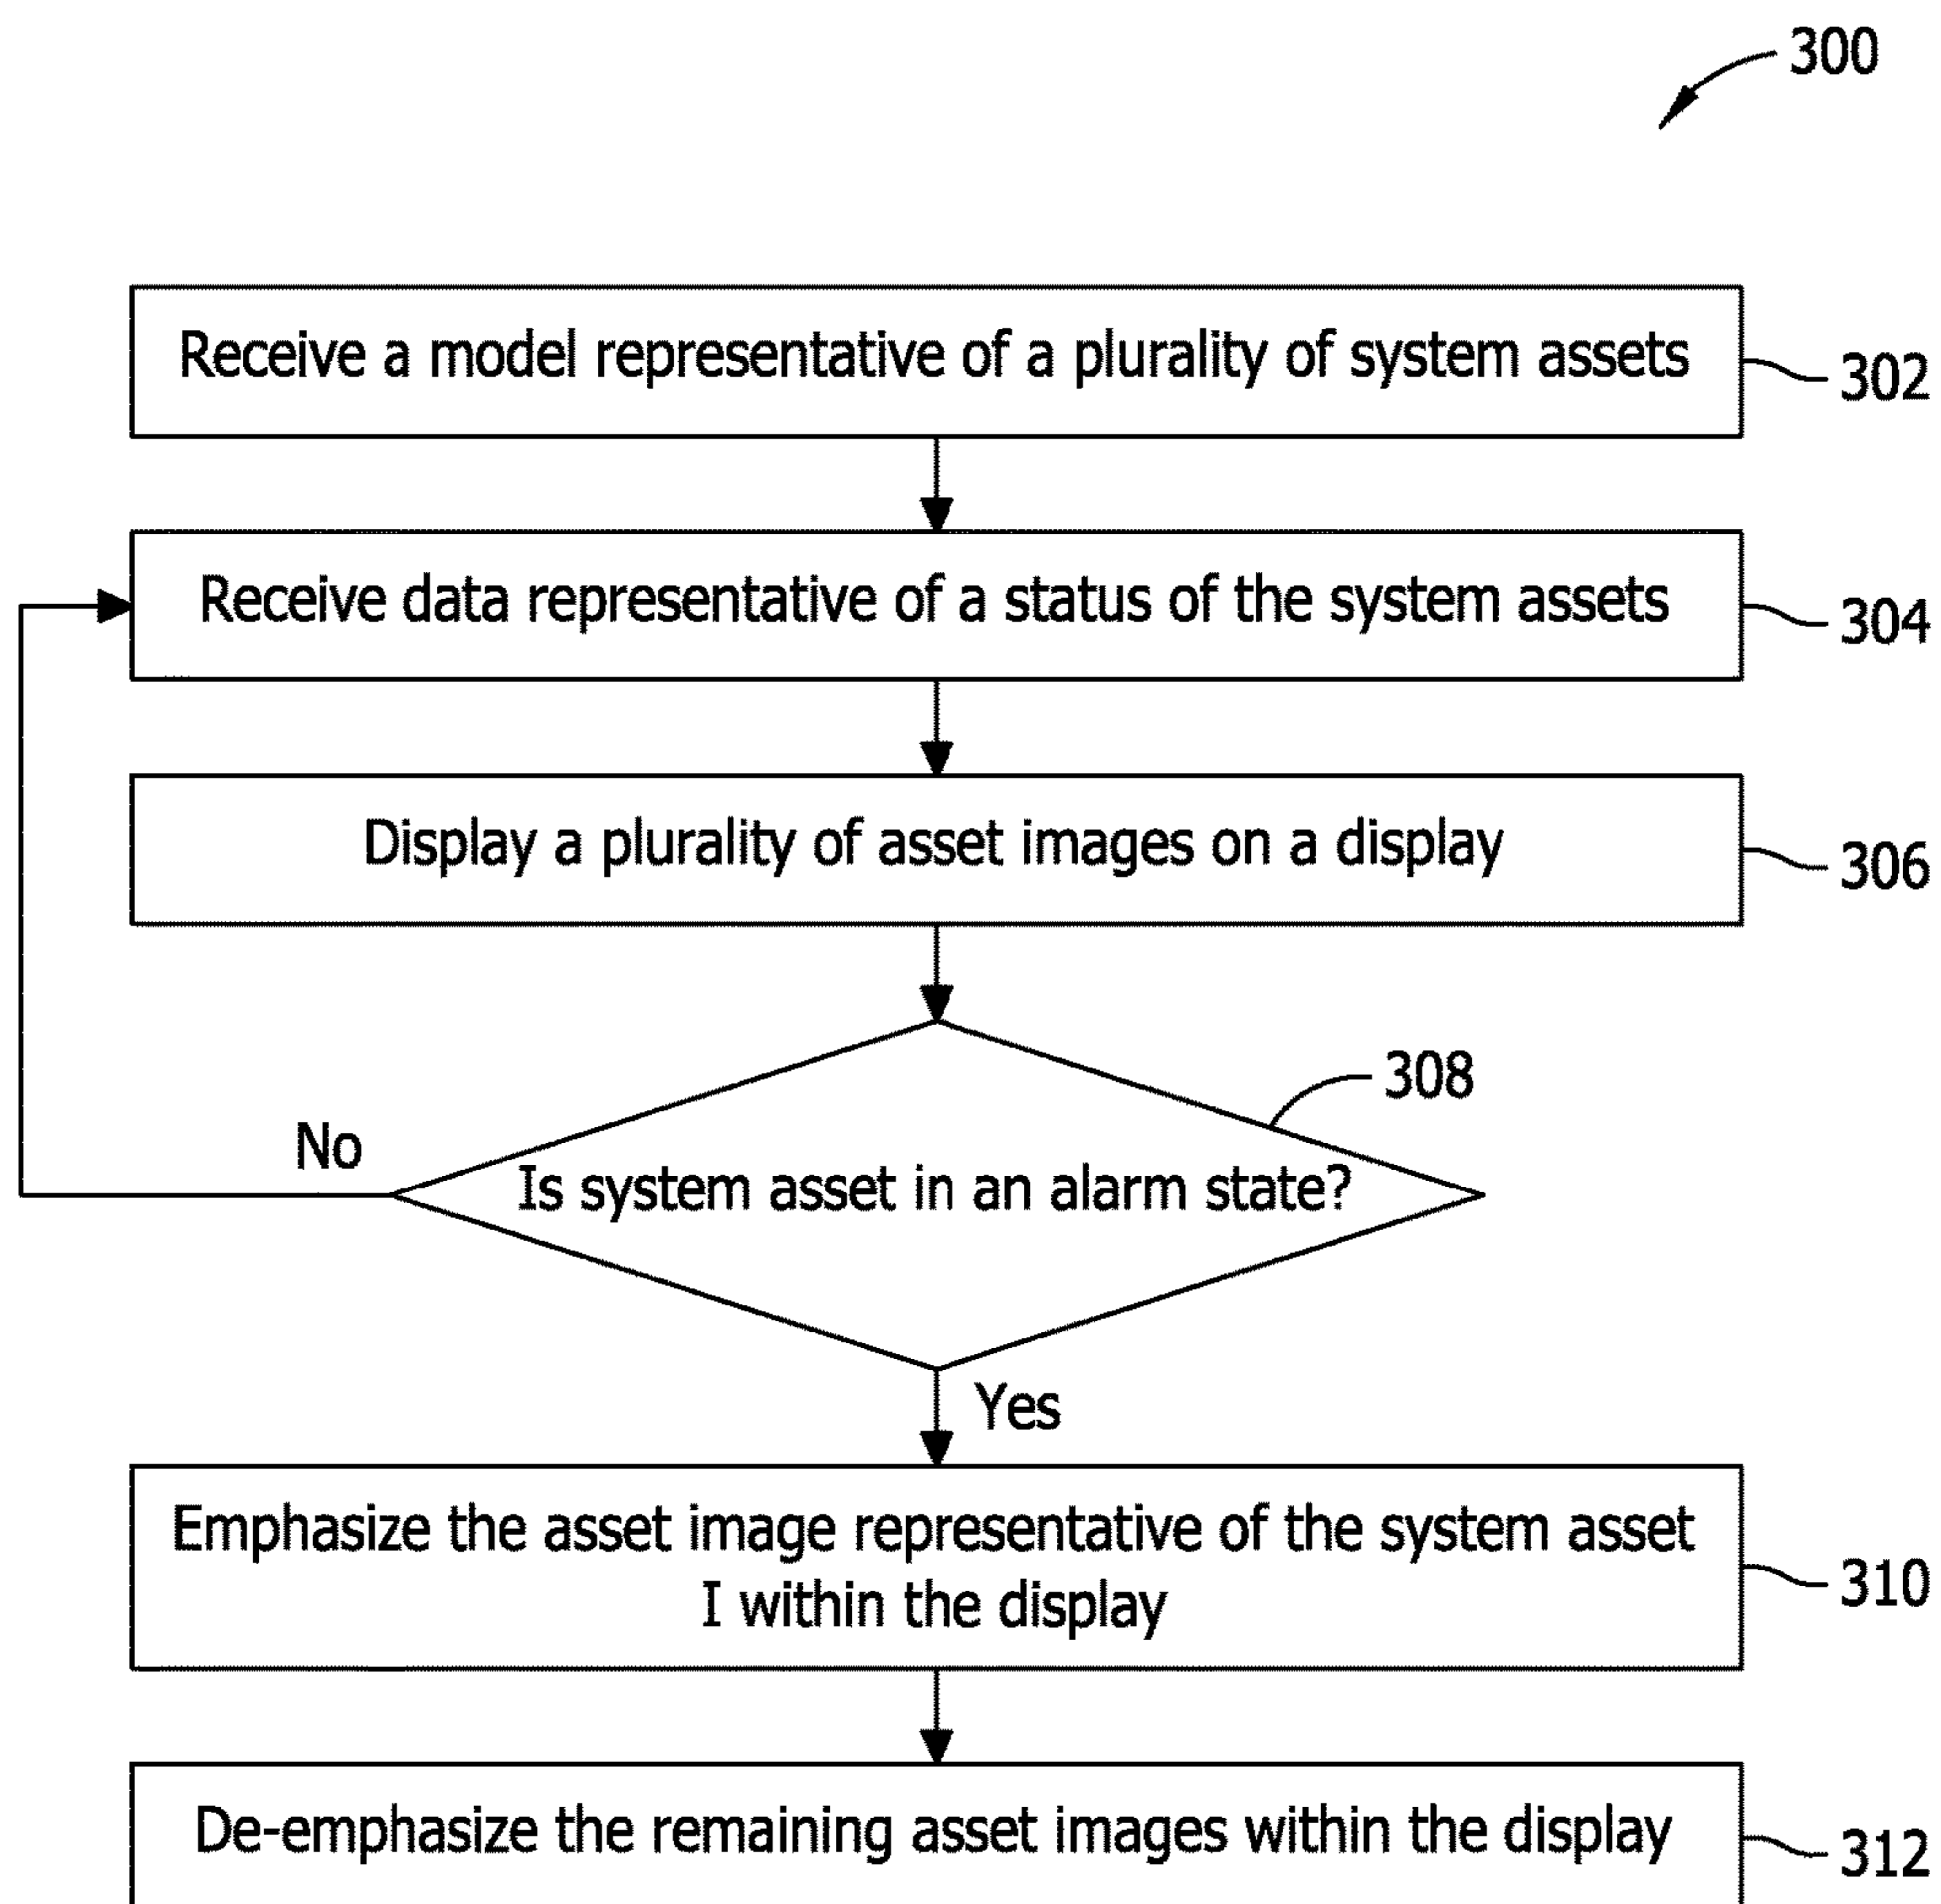 300
Receive a model representative of a plurality of system assets
302
Receive data representative of a status of the system assets
304
Display a plurality of asset images on a display
306
308
No
Is system asset in an alarm state?
Yes
Emphasize the asset image representative of the system asset
I within the display
310
De-emphasize the remaining asset images within the display
312